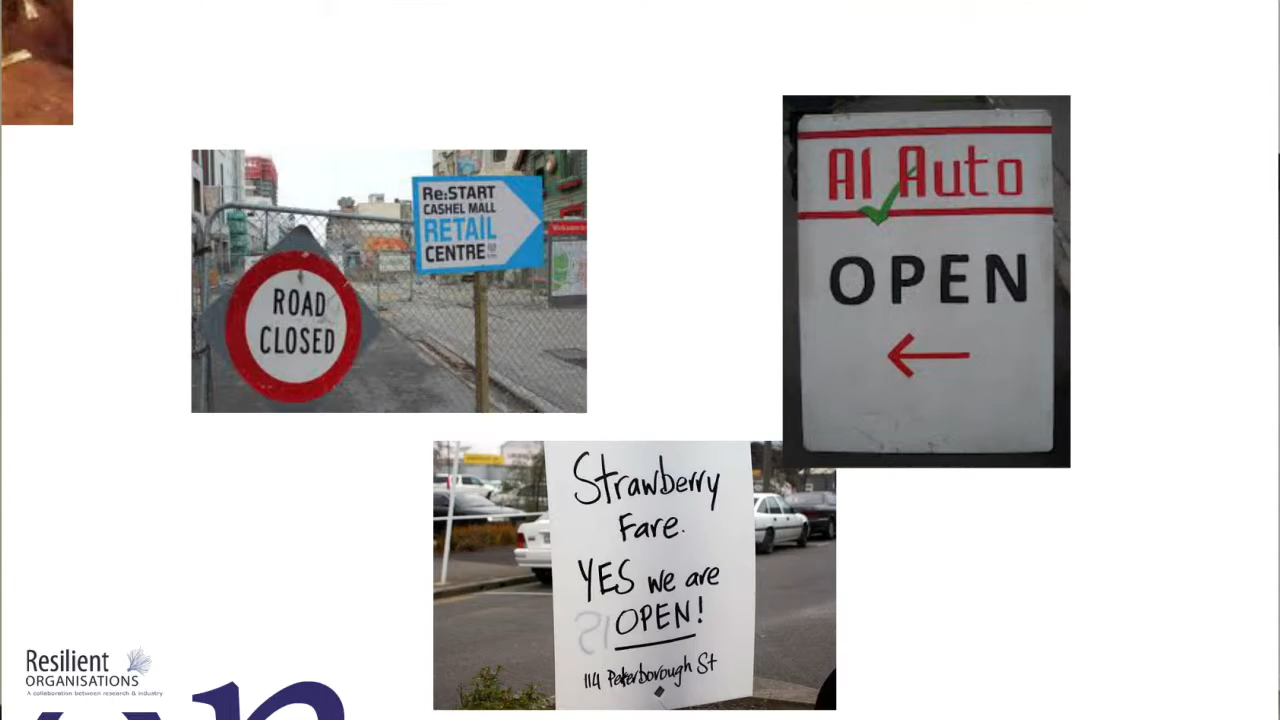 Re:START
CASHEL MALL
RETAIL
CENTRE
ROAD
CLOSED
A1 Auto
OPEN
Strawberry
Fare.
YES we are
OPEN!
114 Peterborough St
Resilient
ORGANISATIONS
A collaboration between research & industry